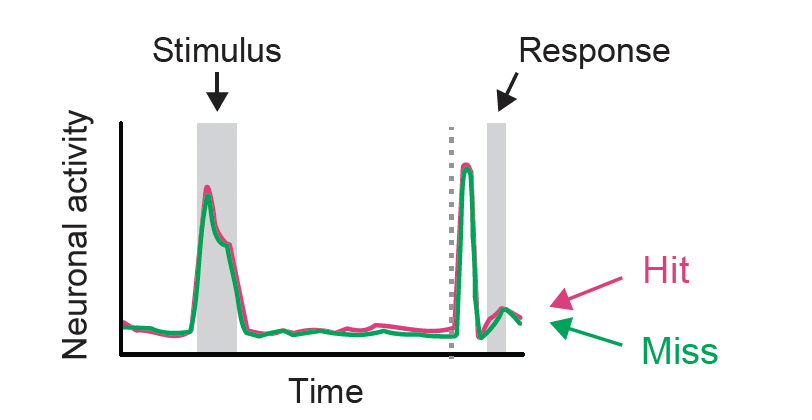 Stimulus
Response
Neuronal activity
Hit
Miss
Time